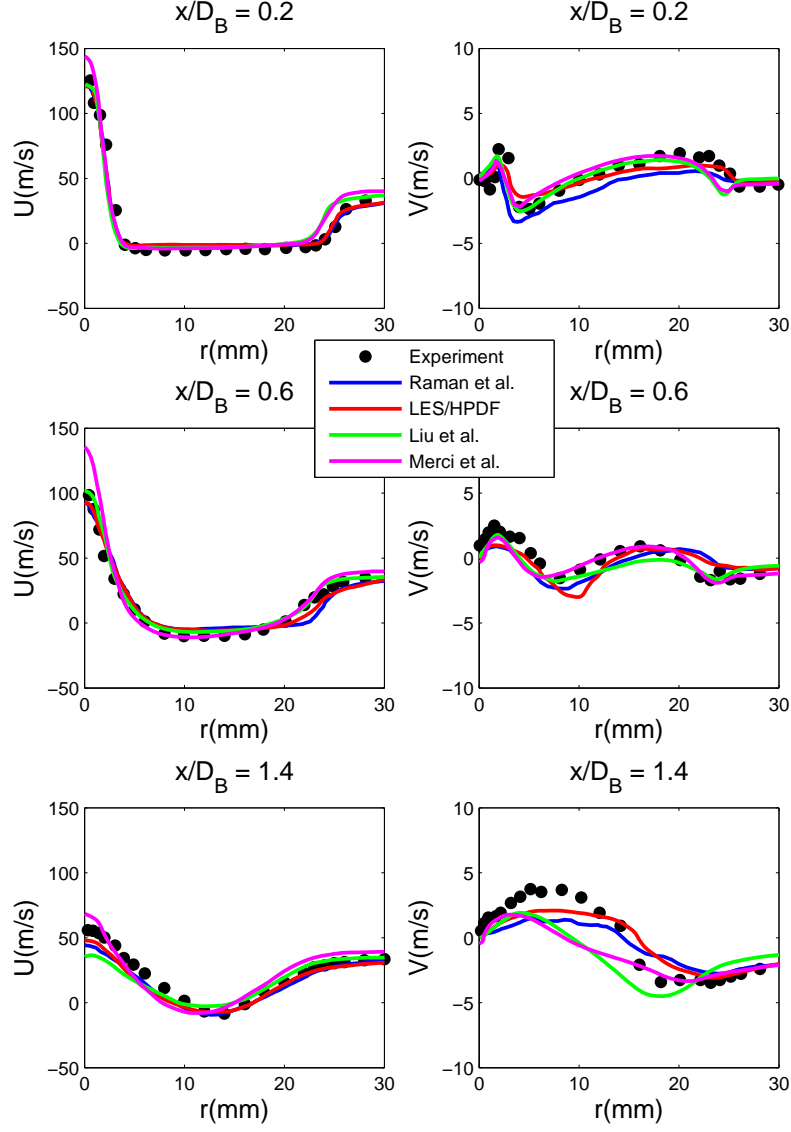 x/D_B = 0.2
x/D_B = 0.2
150
100
50
0
−50
U(m/s)
0
10
20
30
r(mm)
10
5
0
−5
−10
V(m/s)
0
10
20
30
r(mm)
Experiment
Raman et al.
LES/HPDF
Liu et al.
Merci et al.
x/D_B = 0.6
x/D_B = 0.6
150
100
50
0
−50
U(m/s)
0
10
20
30
r(mm)
5
0
−5
−10
V(m/s)
0
10
20
30
r(mm)
x/D_B = 1.4
x/D_B = 1.4
150
100
50
0
−50
U(m/s)
0
10
20
30
r(mm)
10
5
0
−5
−10
V(m/s)
0
10
20
30
r(mm)